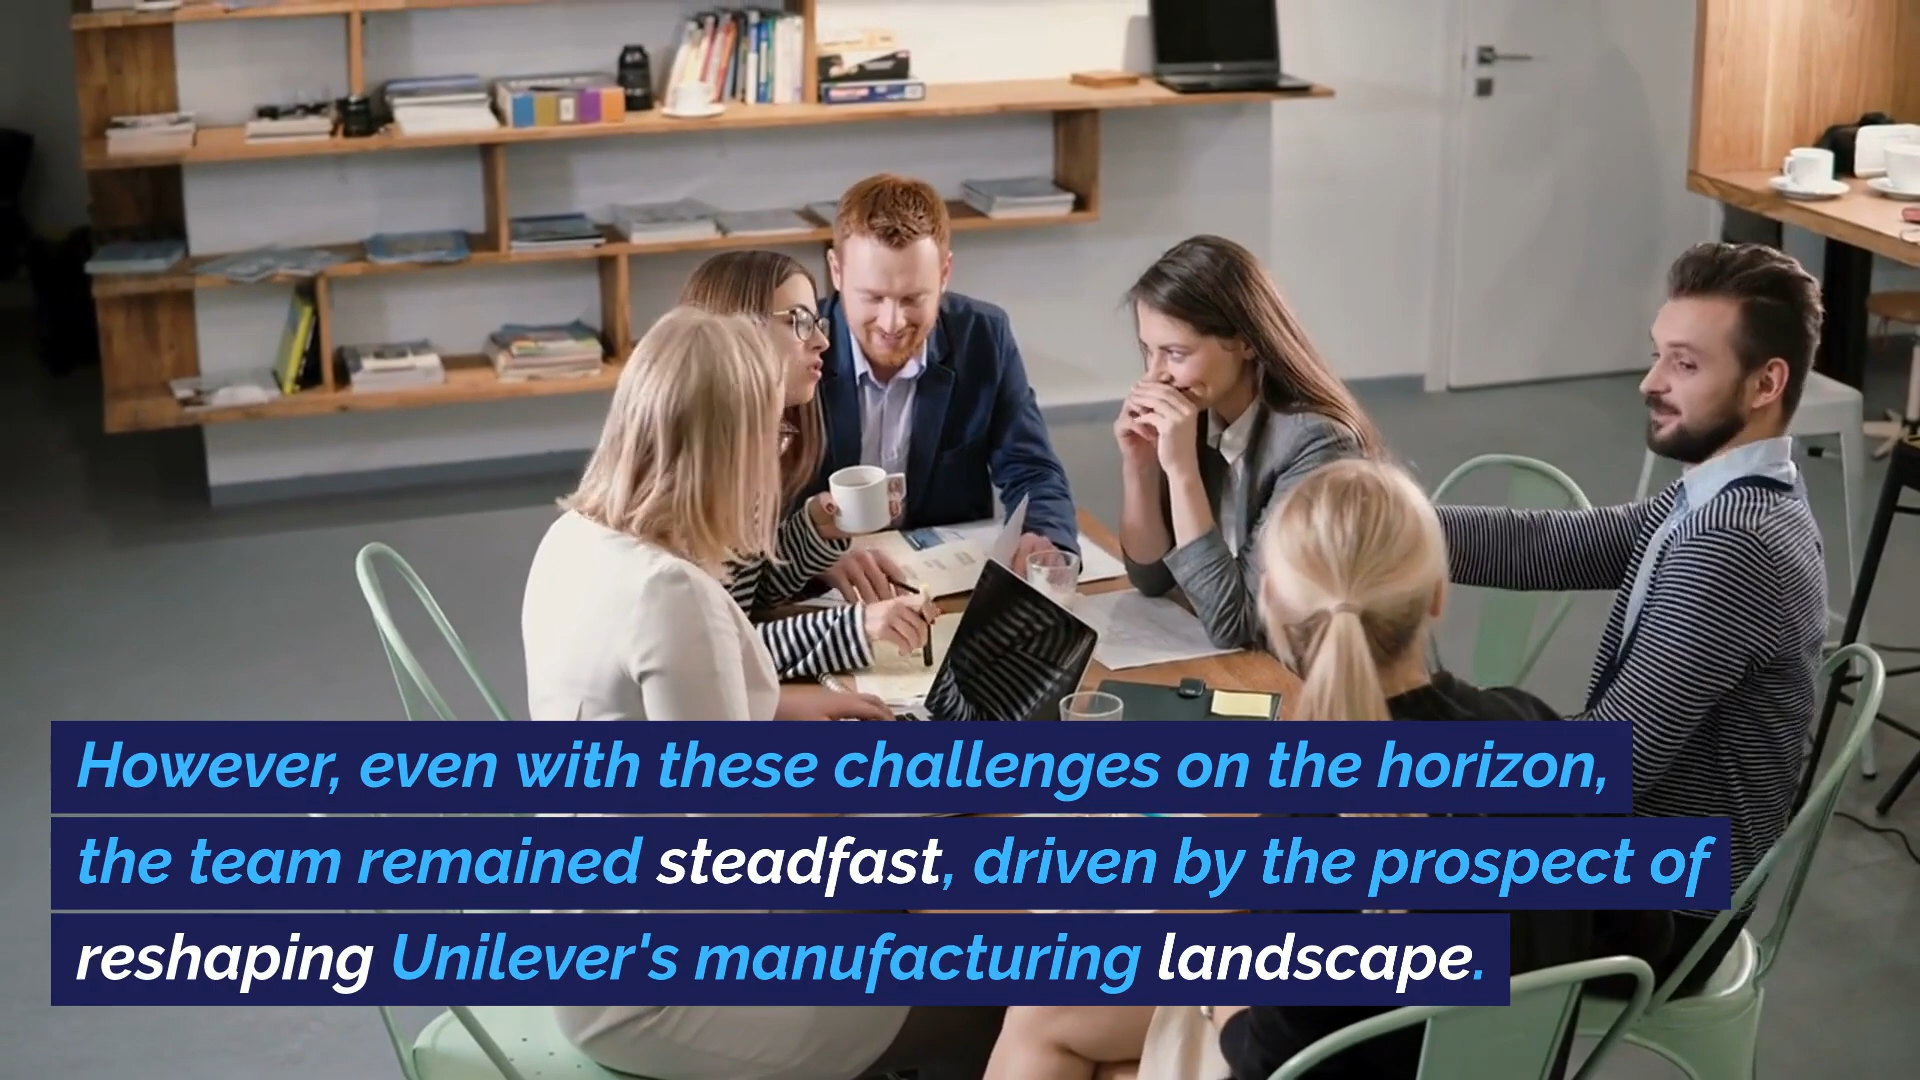 However, even with these challenges on the horizon,
the team remained steadfast, driven by the prospect of
reshaping Unilever's manufacturing landscape.